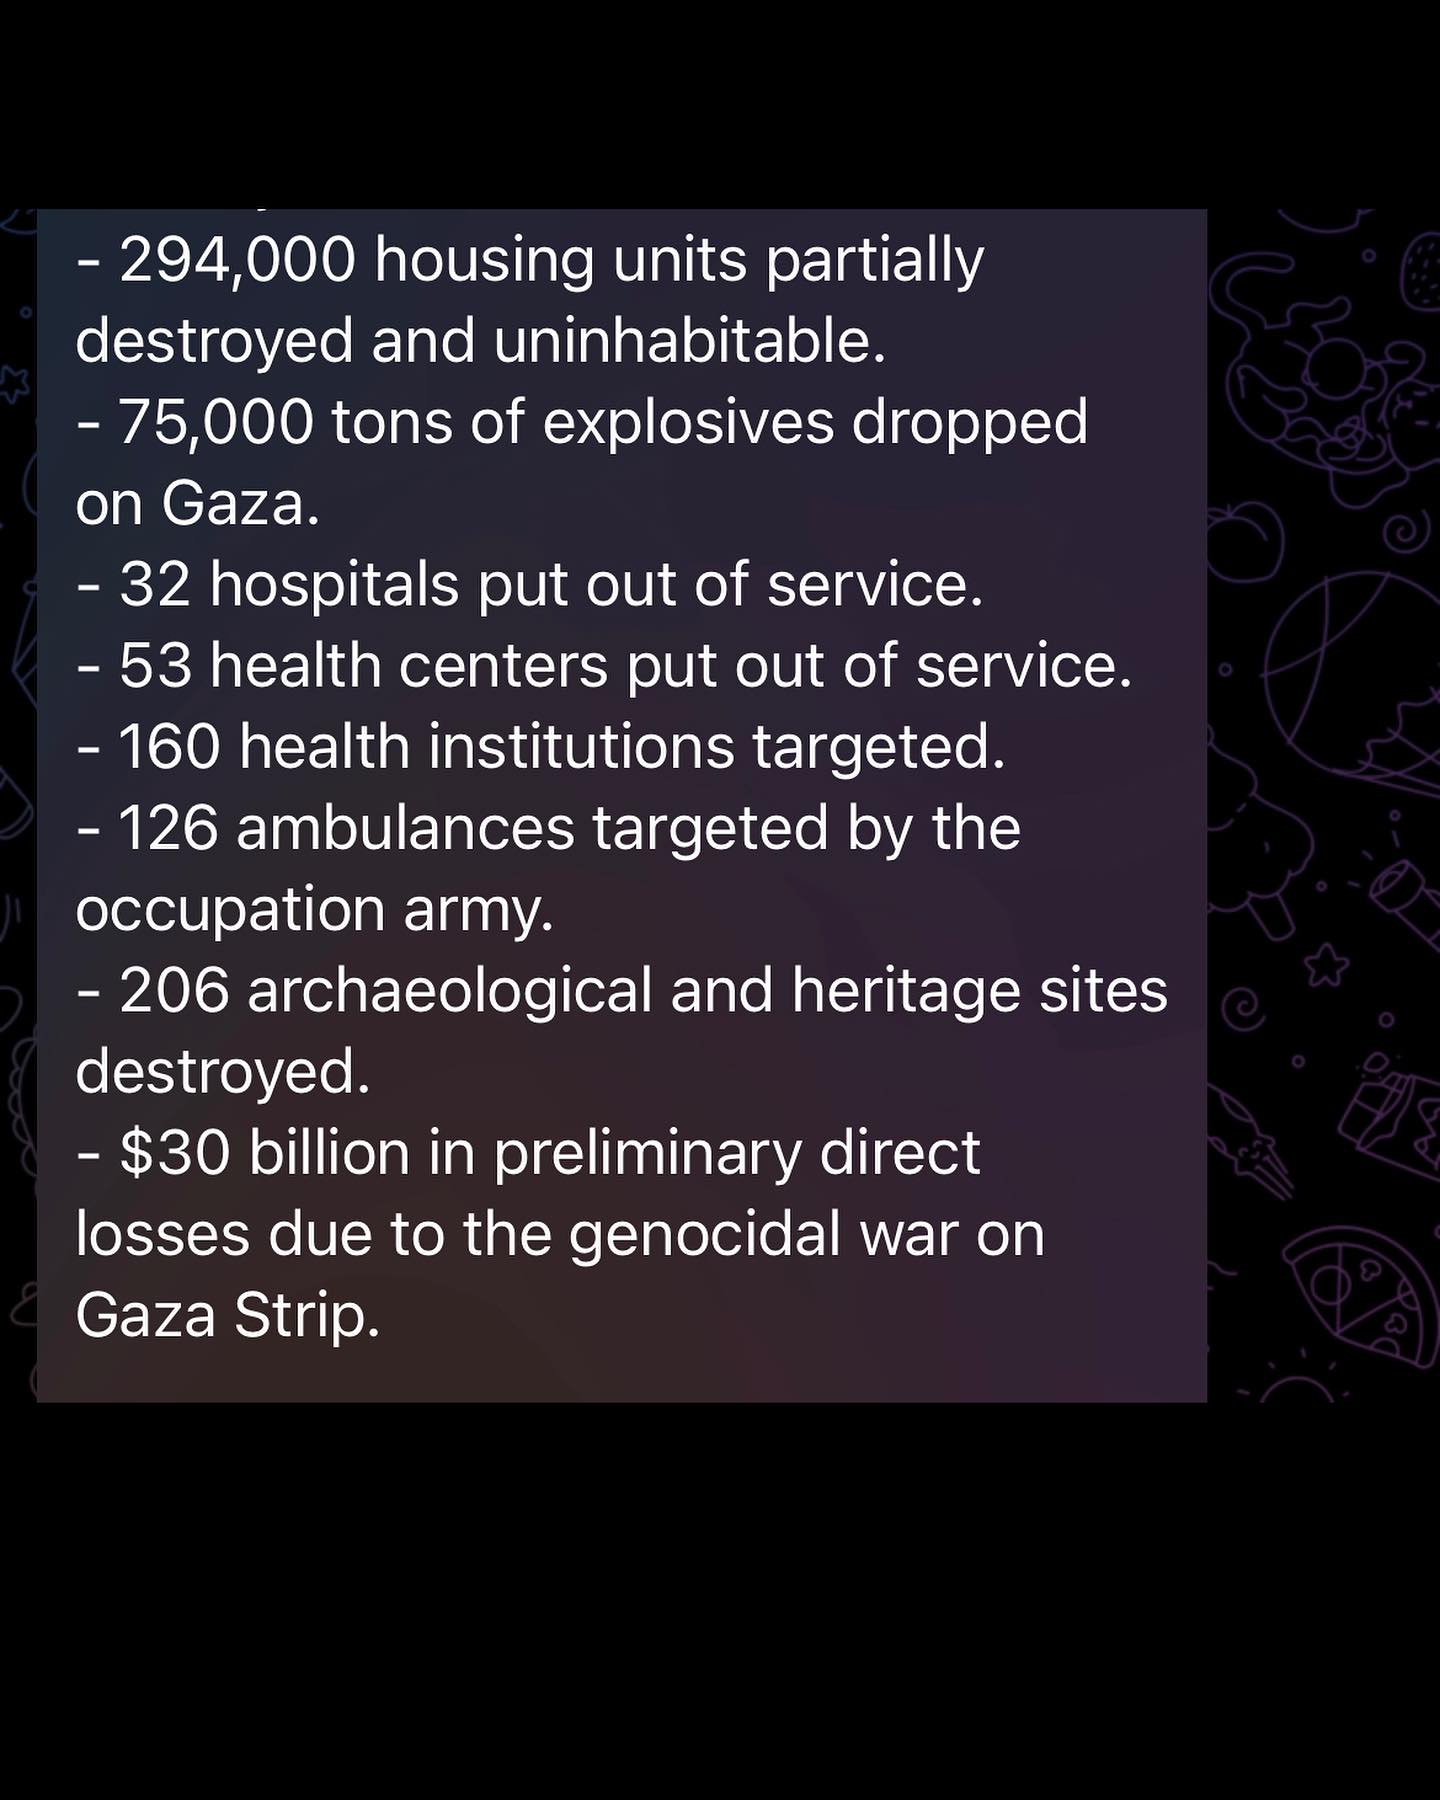 - 294,000 housing units partially
destroyed and uninhabitable.
- 75,000 tons of explosives dropped
on Gaza.
- 32 hospitals put out of service.
- 53 health centers put out of service.
- 160 health institutions targeted.
- 126 ambulances targeted by the
occupation army.
- 206 archaeological and heritage sites
destroyed.
- $30 billion in preliminary direct
losses due to the genocidal war on
Gaza Strip.